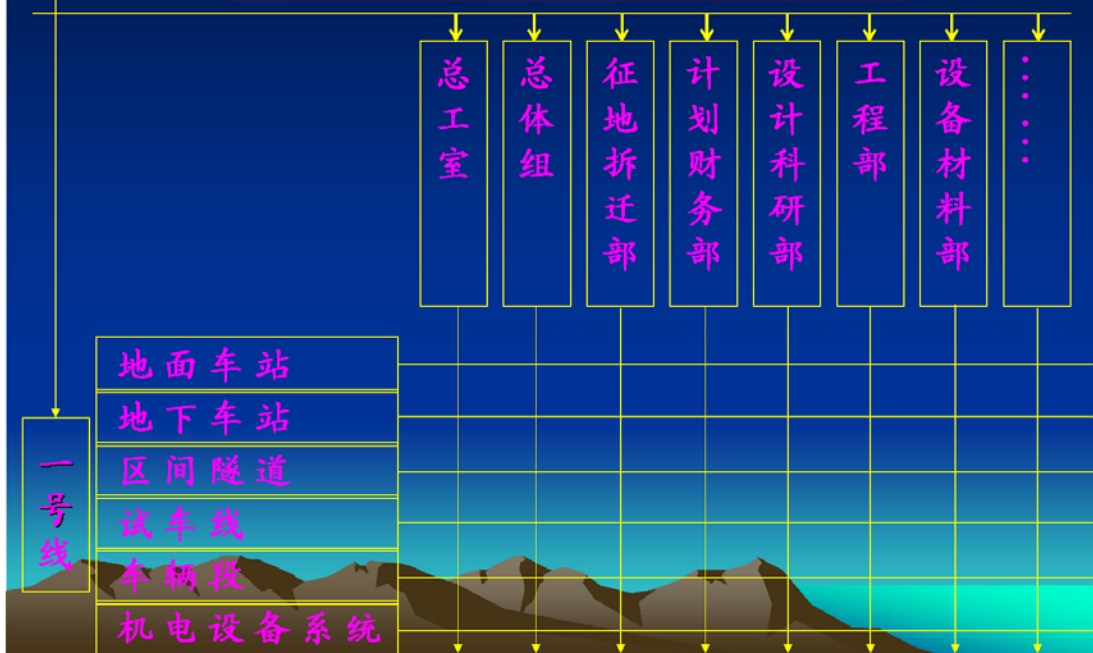 总工室
总体组
征地拆迁部
计划财务部
设计科研部
工程部
设备材料部
……
一号线
地面车站
地下车站
区间隧道
试车线
车辆段
机电设备系统